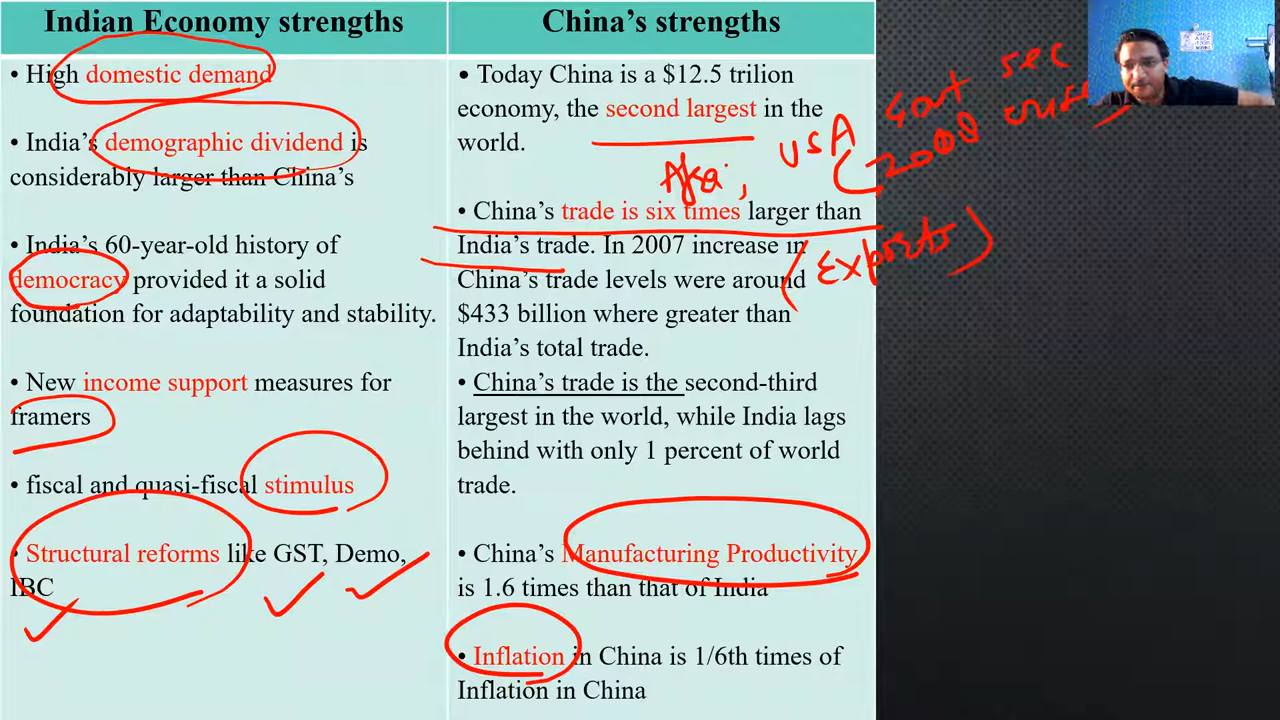 Indian Economy strengths
• High domestic demand
• India's demographic dividend is
considerably larger than China's
• India's 60-year-old history of
democracy provided it a solid
foundation for adaptability and stability.
• New income support measures for
framers
• fiscal and quasi-fiscal stimulus
• Structural reforms like GST, Demo,
IBC
China's strengths
• Today China is a $12.5 trilion
economy, the second largest in the
world.
• China's trade is six times larger than
India's trade. In 2007 increase in
China's trade levels were around
$433 billion where greater than
India's total trade.
• China's trade is the second-third
largest in the world, while India lags
behind with only 1 percent of world
trade.
• China's Manufacturing Productivity
is 1.6 times than that of India
• Inflation in China is 1/6th times of
Inflation in China
USA
sec
(Exports)